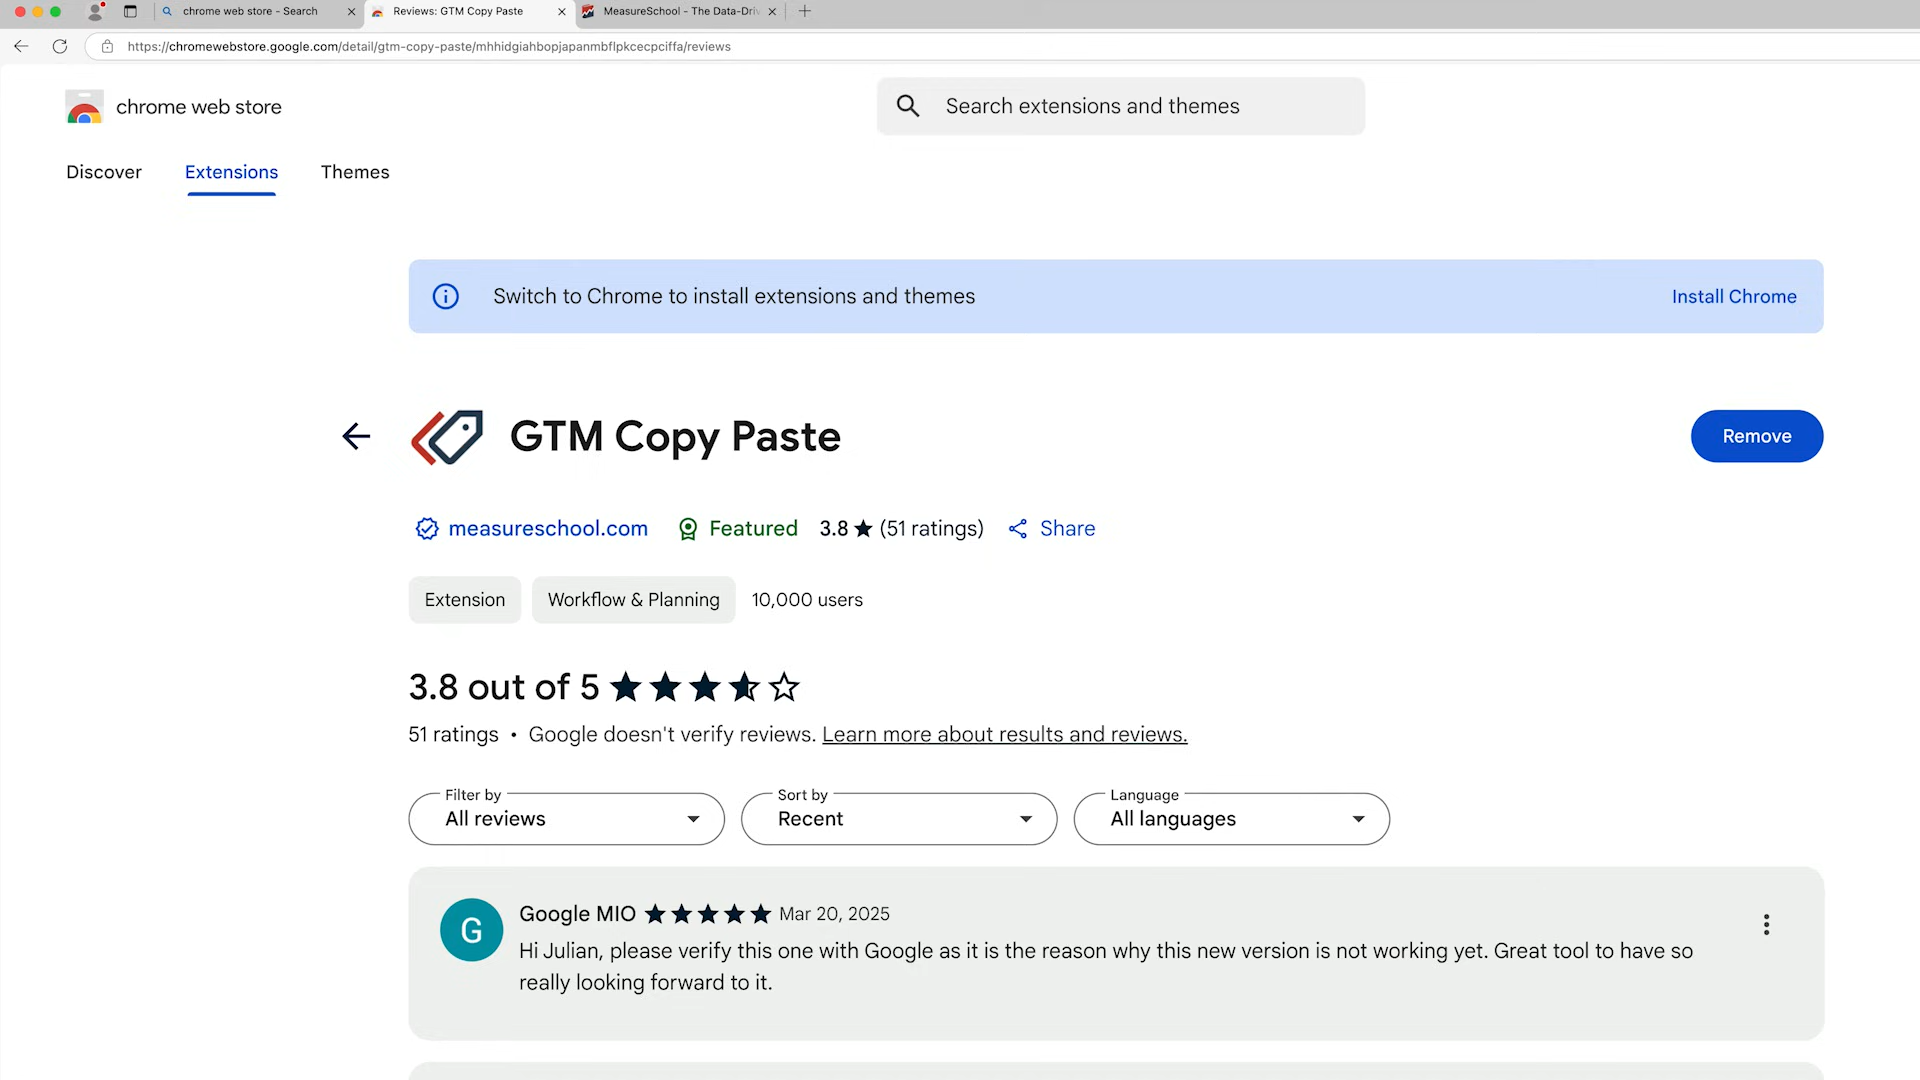 chrome web store - Search
Reviews: GTM Copy Paste
MeasureSchool - The Data-Driv
https://chromewebstore.google.com/detail/gtm-copy-paste/mhhidgiahbopjapanmbflpkcecpciffa/reviews
chrome web store
Search extensions and themes
Discover
Extensions
Themes
Switch to Chrome to install extensions and themes
Install Chrome
GTM Copy Paste
Remove
measureschool.com
Featured
3.8 ★ (51 ratings)
Share
Extension
Workflow & Planning
10,000 users
3.8 out of 5
51 ratings • Google doesn't verify reviews. Learn more about results and reviews.
Filter by
All reviews
Sort by
Recent
Language
All languages
G
Google MIO
Mar 20, 2025
Hi Julian, please verify this one with Google as it is the reason why this new version is not working yet. Great tool to have so
really looking forward to it.